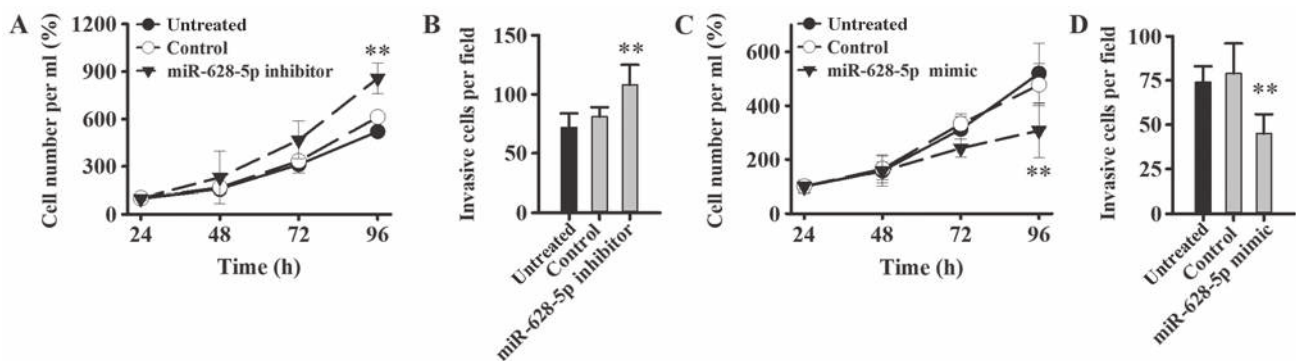 A
Cell number per ml (%)
1200
900
600
300
0
Untreated
Control
miR-628-5p inhibitor
**
24 48 72 96
Time (h)
B
Invasive cells per field
150
100
50
0
**
Untreated
Control
miR-628-5p inhibitor
C
Cell number per ml (%)
600
400
200
0
Untreated
Control
miR-628-5p mimic
**
24 48 72 96
Time (h)
D
Invasive cells per field
100
75
50
25
0
**
Untreated
Control
miR-628-5p mimic